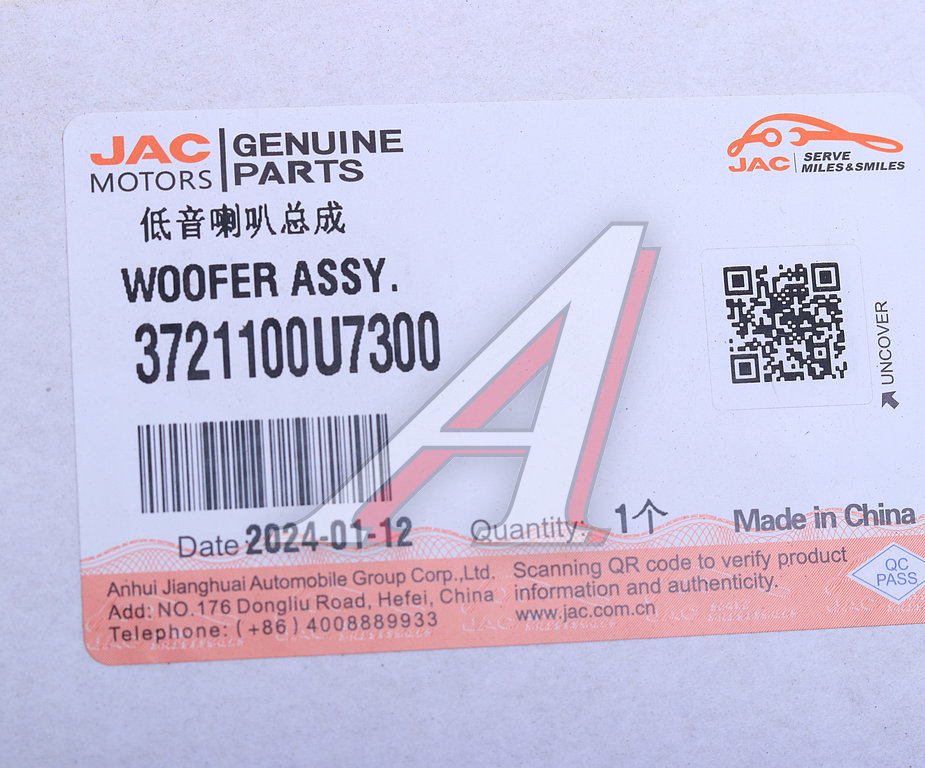 JAC MOTORS GENUINE PARTS
JAC SERVE MILES&SMILES
低音喇叭总成
WOOFER ASSY.
3721100U7300
UNCOVER
Date 2024-01-12
Quantity: 1个
Made in China
Anhui Jianghuai Automobile Group Corp.,Ltd.
Add: NO.176 Dongliu Road, Hefei, China
Telephone: (+86) 4008889933
Scanning QR code to verify product
information and authenticity.
www.jac.com.cn
QC
PASS